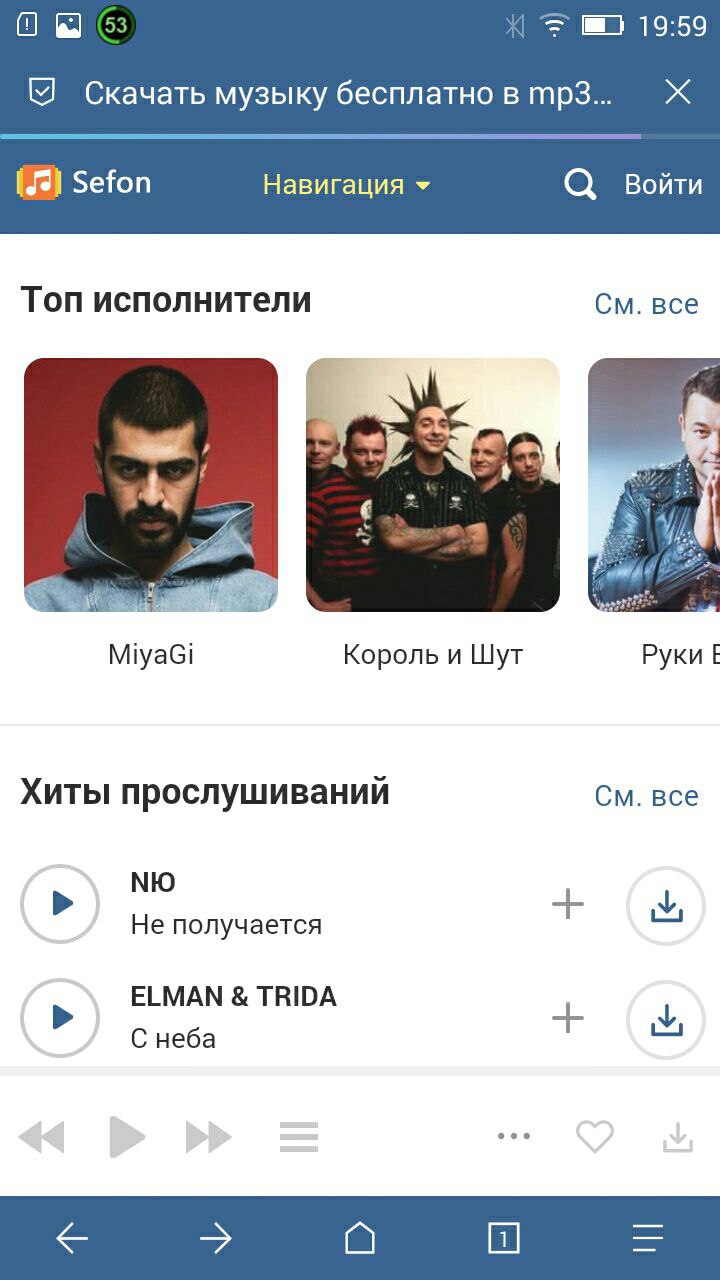 53
19:59
Скачать музыку бесплатно в mp3...
Sefon
Навигация
Войти
Топ исполнители
См. все
MiyaGi
Король и Шут
Руки
Хиты прослушиваний
См. все
NЮ
Не получается
ELMAN & TRIDA
С неба
1